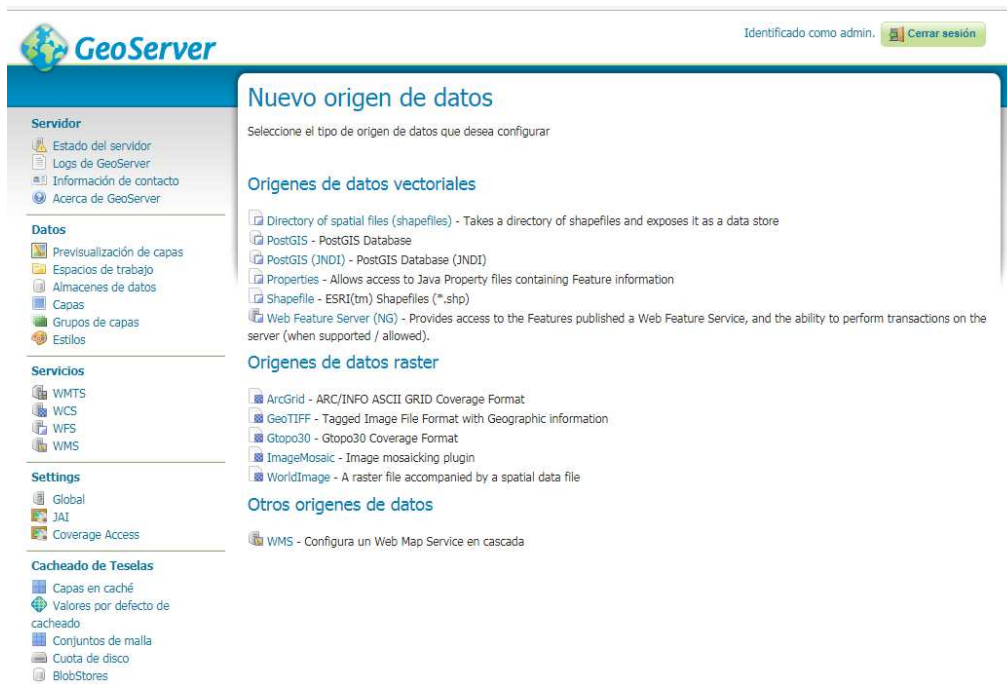 GeoServer
Identificado como admin.
Cerrar sesión
Servidor
Estado del servidor
Logs de GeoServer
Información de contacto
Acerca de GeoServer
Datos
Previsualización de capas
Espacios de trabajo
Almacenes de datos
Capas
Grupos de capas
Estilos
Servicios
WMTS
WCS
WFS
WMS
Settings
Global
JAI
Coverage Access
Cacheado de Teselas
Capas en caché
Valores por defecto de
cacheado
Conjuntos de malla
Cuota de disco
BlobStores
Nuevo origen de datos
Seleccione el tipo de origen de datos que desea configurar
Origenes de datos vectoriales
Directory of spatial files (shapefiles) - Takes a directory of shapefiles and exposes it as a data store
PostGIS - PostGIS Database
PostGIS (JNDI) - PostGIS Database (JNDI)
Properties - Allows access to Java Property files containing Feature information
Shapefile - ESRI(tm) Shapefiles (*.shp)
Web Feature Server (NG) - Provides access to the Features published a Web Feature Service, and the ability to perform transactions on the
server (when supported / allowed).
Origenes de datos raster
ArcGrid - ARC/INFO ASCII GRID Coverage Format
GeoTIFF - Tagged Image File Format with Geographic information
Gtopo30 - Gtopo30 Coverage Format
ImageMosaic - Image mosaicking plugin
WorldImage - A raster file accompanied by a spatial data file
Otros origenes de datos
WMS - Configura un Web Map Service en cascada